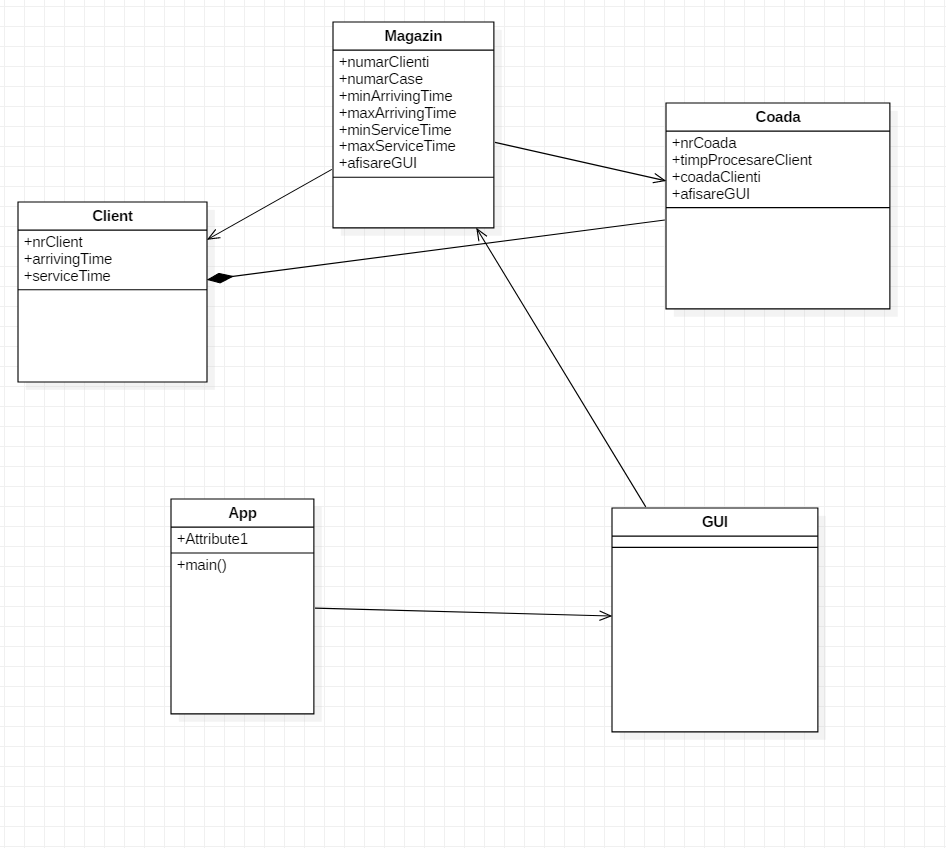 Magazin
+numarClienti
+numarCase
+minArrivingTime
+maxArrivingTime
+minServiceTime
+maxServiceTime
+afisareGUI
Coada
+nrCoada
+timpProcesareClient
+coadaClienti
+afisareGUI
Client
+nrClient
+arrivingTime
+serviceTime
App
+Attribute1
+main()
GUI